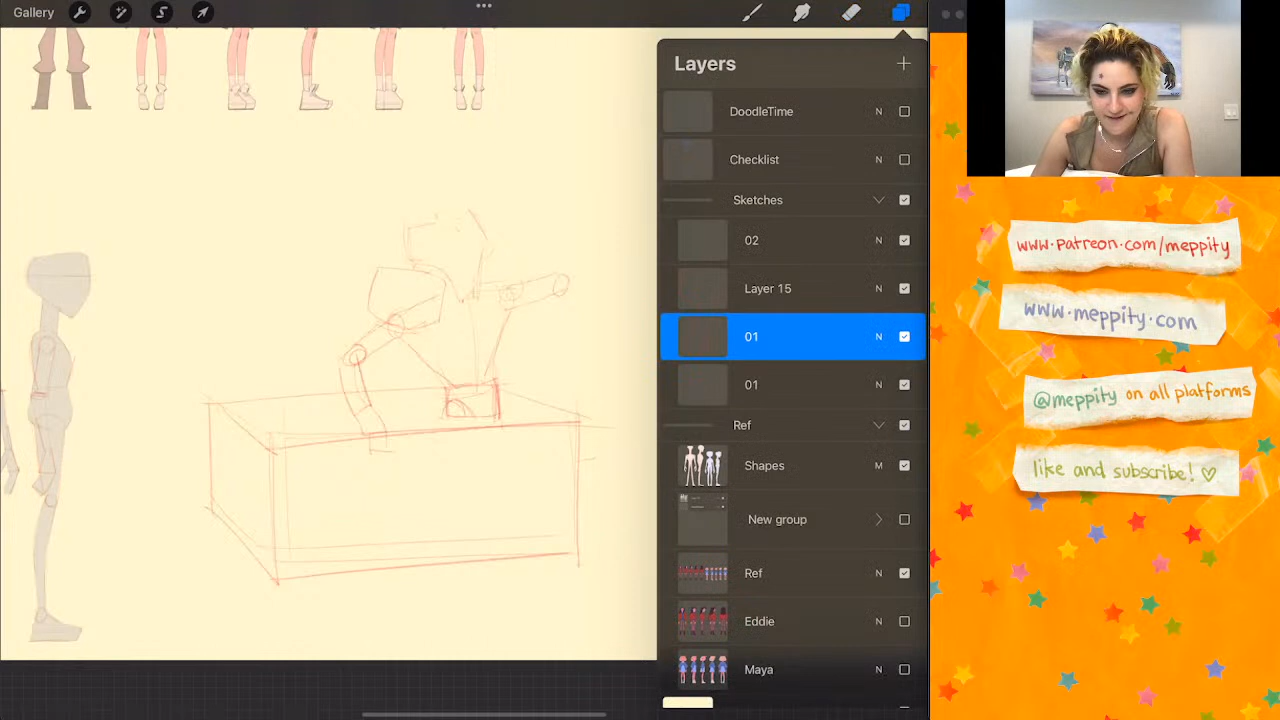 Gallery
Layers
DoodleTime N
Checklist N
Sketches
02 N
Layer 15 N
01 N
01 N
Ref
Shapes M
New group
Ref N
Eddie N
Maya N
www.patreon.com/meppity
www.meppity.com
@meppity on all platforms
like and subscribe! ♡